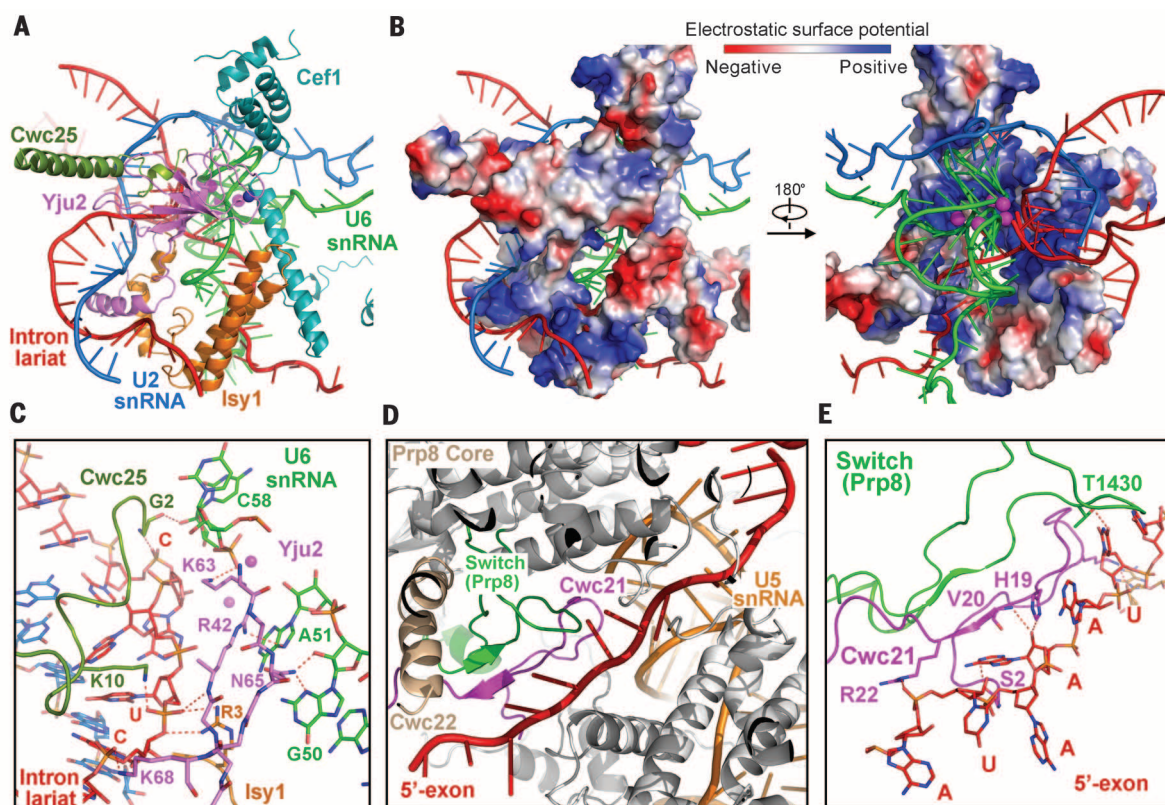 A
Cef1
Cwc25
Yju2
U6
snRNA
Intron
lariat
U2
snRNA
Isy1
B
Electrostatic surface potential
Negative
Positive
180°
C
U6
snRNA
Cwc25
G2
C58
C
Yju2
K63
R42
A51
N65
K10
U
R3
C
G50
K68
Intron
lariat
Isy1
D
Prp8 Core
Switch
(Prp8)
Cwc21
U5
snRNA
Cwc22
5'-exon
E
Switch
(Prp8)
T1430
H19
V20
A
U
Cwc21
S2
A
R22
A
U
A
5'-exon